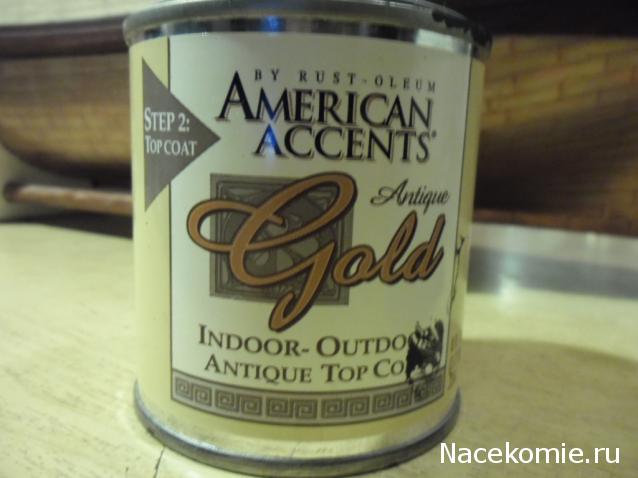 BY RUST-OLEUM
AMERICAN
ACCENTS®
STEP 2:
TOP COAT
Antique
Gold
INDOOR-OUTDO
ANTIQUE TOP CO
Nacekomie.ru